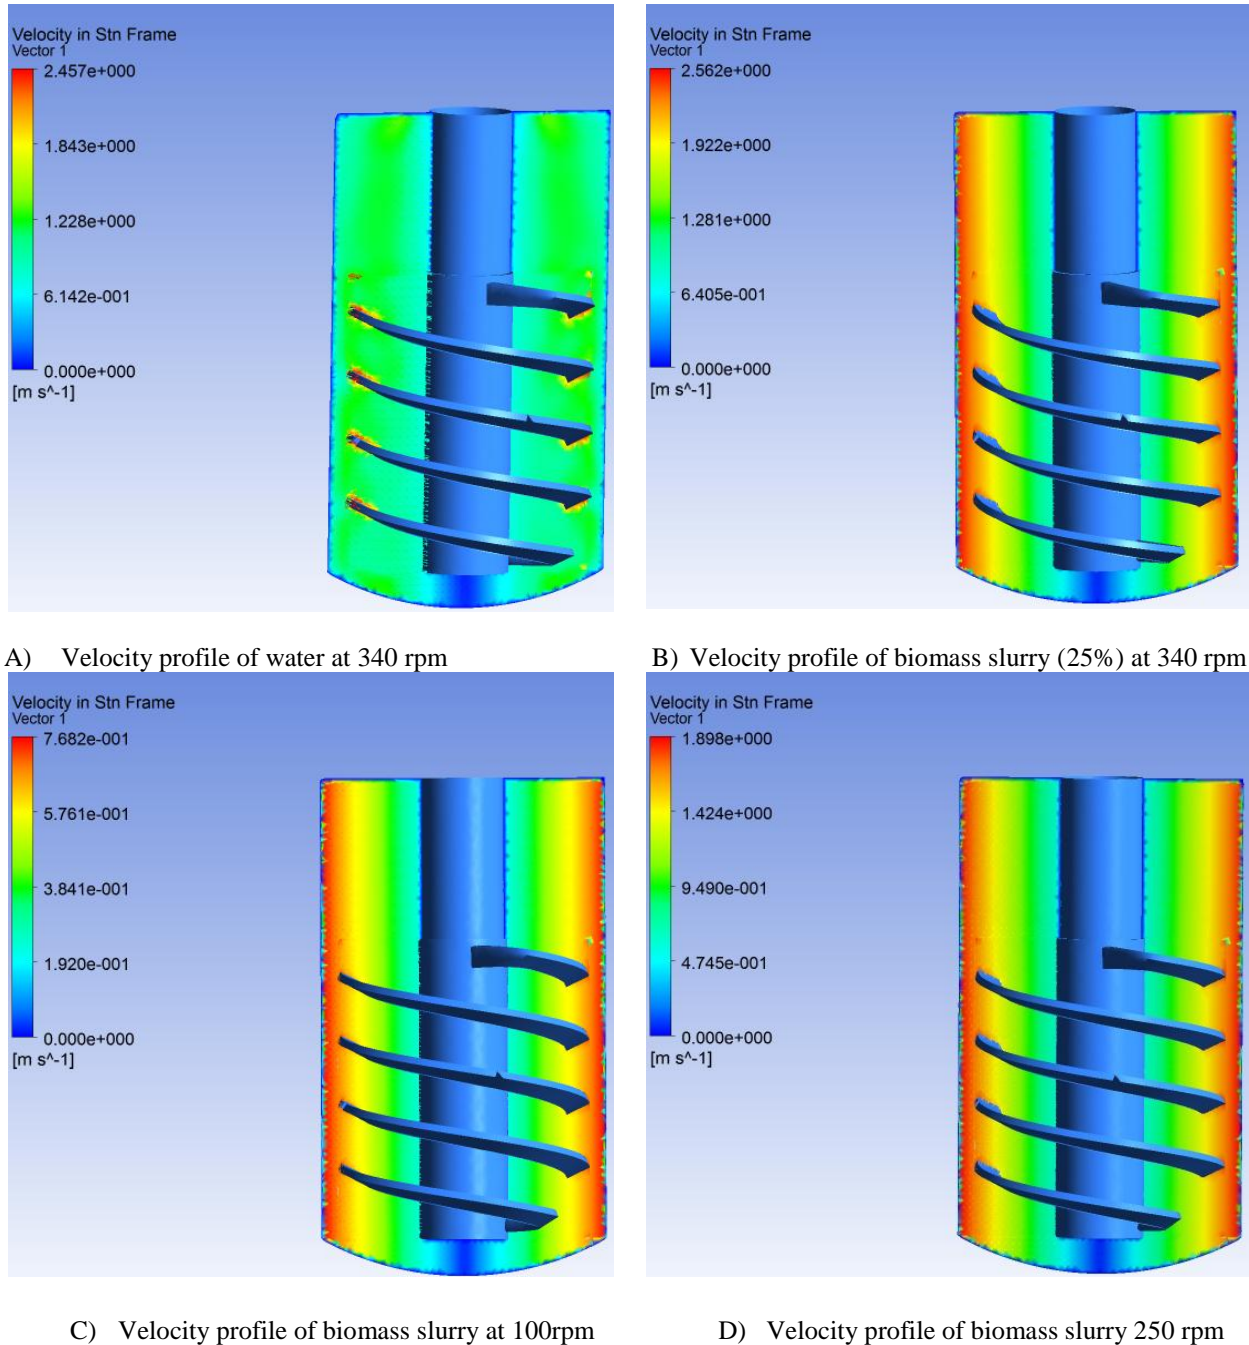 Velocity in Stn Frame
Vector 1
2.457e+000
1.843e+000
1.228e+000
6.142e-001
0.000e+000
[m s^-1]
Velocity in Stn Frame
Vector 1
2.562e+000
1.922e+000
1.281e+000
6.405e-001
0.000e+000
[m s^-1]
A) Velocity profile of water at 340 rpm
B) Velocity profile of biomass slurry (25%) at 340 rpm
Velocity in Stn Frame
Vector 1
7.682e-001
5.761e-001
3.841e-001
1.920e-001
0.000e+000
[m s^-1]
Velocity in Stn Frame
Vector 1
1.898e+000
1.424e+000
9.490e-001
4.745e-001
0.000e+000
[m s^-1]
C) Velocity profile of biomass slurry at 100rpm
D) Velocity profile of biomass slurry 250 rpm